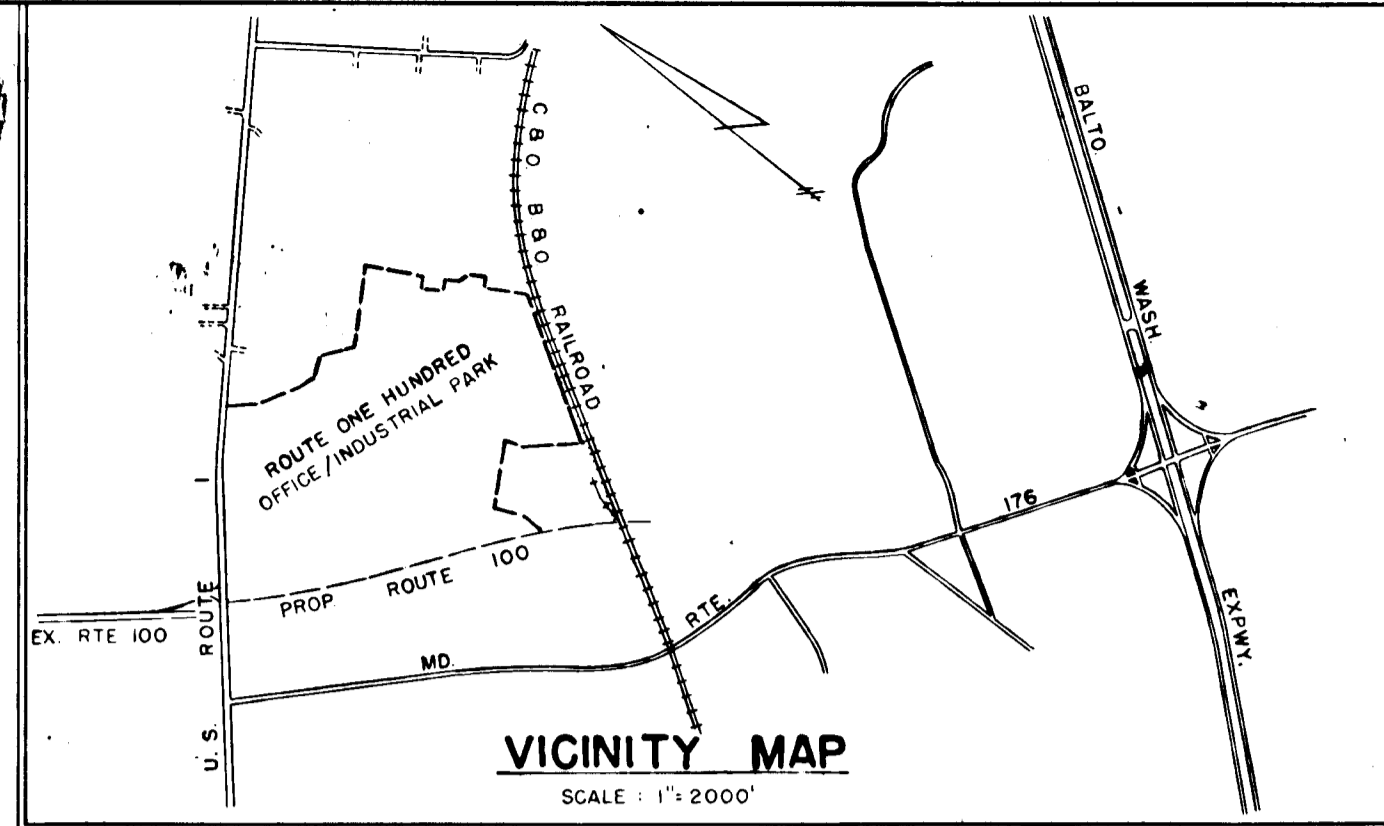 C & O B & O RAILROAD
BALTO. - WASH. EXPWY.
ROUTE ONE HUNDRED
OFFICE/INDUSTRIAL PARK
U.S. ROUTE 1
PROP. ROUTE 100
EX. RTE 100
MD. RTE. 176
VICINITY MAP
SCALE : 1"= 2000'